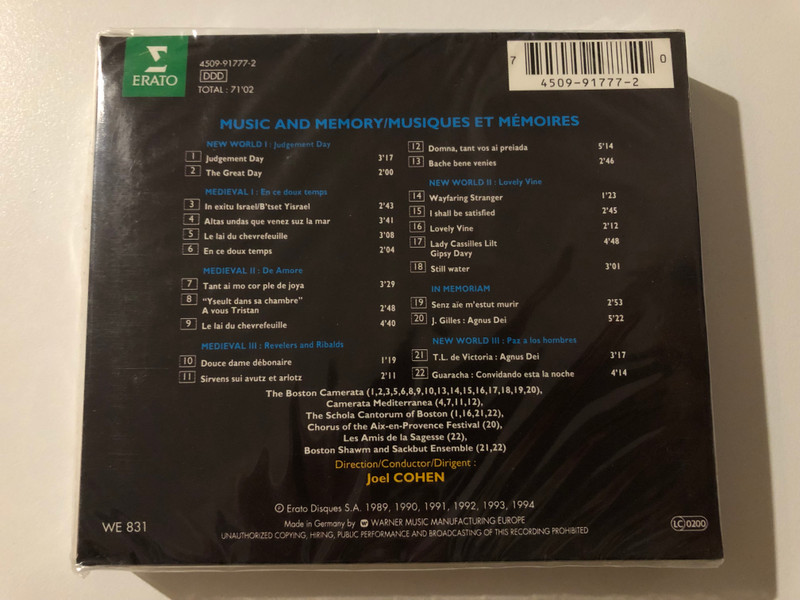 ERATO
4509-91777-2
DDD
TOTAL : 71'02
7 0
4509-91777-2
MUSIC AND MEMORY/MUSIQUES ET MÉMOIRES
NEW WORLD I : Judgement Day
1 Judgement Day 3'17
2 The Great Day 2'00
MEDIEVAL I : En ce doux temps
3 In exitu Israel/B'tset Yisrael 2'43
4 Altas undas que venez suz la mar 3'41
5 Le lai du chevrefeuille 3'08
6 En ce doux temps 2'04
MEDIEVAL II : De Amore
7 Tant ai mo cor ple de joya 3'29
8 "Yseult dans sa chambre"
A vous Tristan 2'48
9 Le lai du chevrefeuille 4'40
MEDIEVAL III : Revelers and Ribalds
10 Douce dame débonaire 1'19
11 Sirvens sui avutz et arlotz 2'11
12 Domna, tant vos ai preiada 5'14
13 Bache bene venies 2'46
NEW WORLD II : Lovely Vine
14 Wayfaring Stranger 1'23
15 I shall be satisfied 2'45
16 Lovely Vine 2'12
17 Lady Cassilles Lilt 4'48
Gipsy Davy
18 Still water 3'01
IN MEMORIAM
19 Senz aie m'estut murir 2'53
20 J. Gilles : Agnus Dei 5'22
NEW WORLD III : Paz a los hombres
21 T.L. de Victoria : Agnus Dei 3'17
22 Guaracha : Convidando esta la noche 4'14
The Boston Camerata (1,2,3,5,6,8,9,10,13,14,15,16,17,18,19,20),
Camerata Mediterranea (4,7,11,12),
The Schola Cantorum of Boston (1,16,21,22),
Chorus of the Aix-en-Provence Festival (20),
Les Amis de la Sagesse (22),
Boston Shawm and Sackbut Ensemble (21,22)
Direction/Conductor/Dirigent :
Joel COHEN
℗ Erato Disques S.A. 1989, 1990, 1991, 1992, 1993, 1994
WE 831
Made in Germany by WARNER MUSIC MANUFACTURING EUROPE
LC 0200
UNAUTHORIZED COPYING, HIRING, PUBLIC PERFORMANCE AND BROADCASTING OF THIS RECORDING PROHIBITED